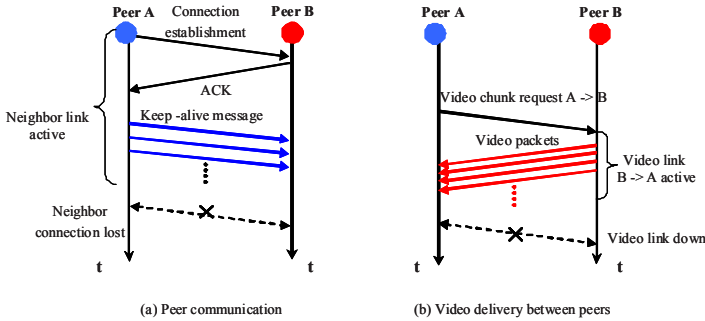 Peer A
Connection
establishment
Peer B
ACK
Neighbor link
active
Keep -alive message
Neighbor
connection lost
t
t
(a) Peer communication
Peer A
Peer B
Video chunk request A -> B
Video packets
Video link
B -> A active
Video link down
t
t
(b) Video delivery between peers